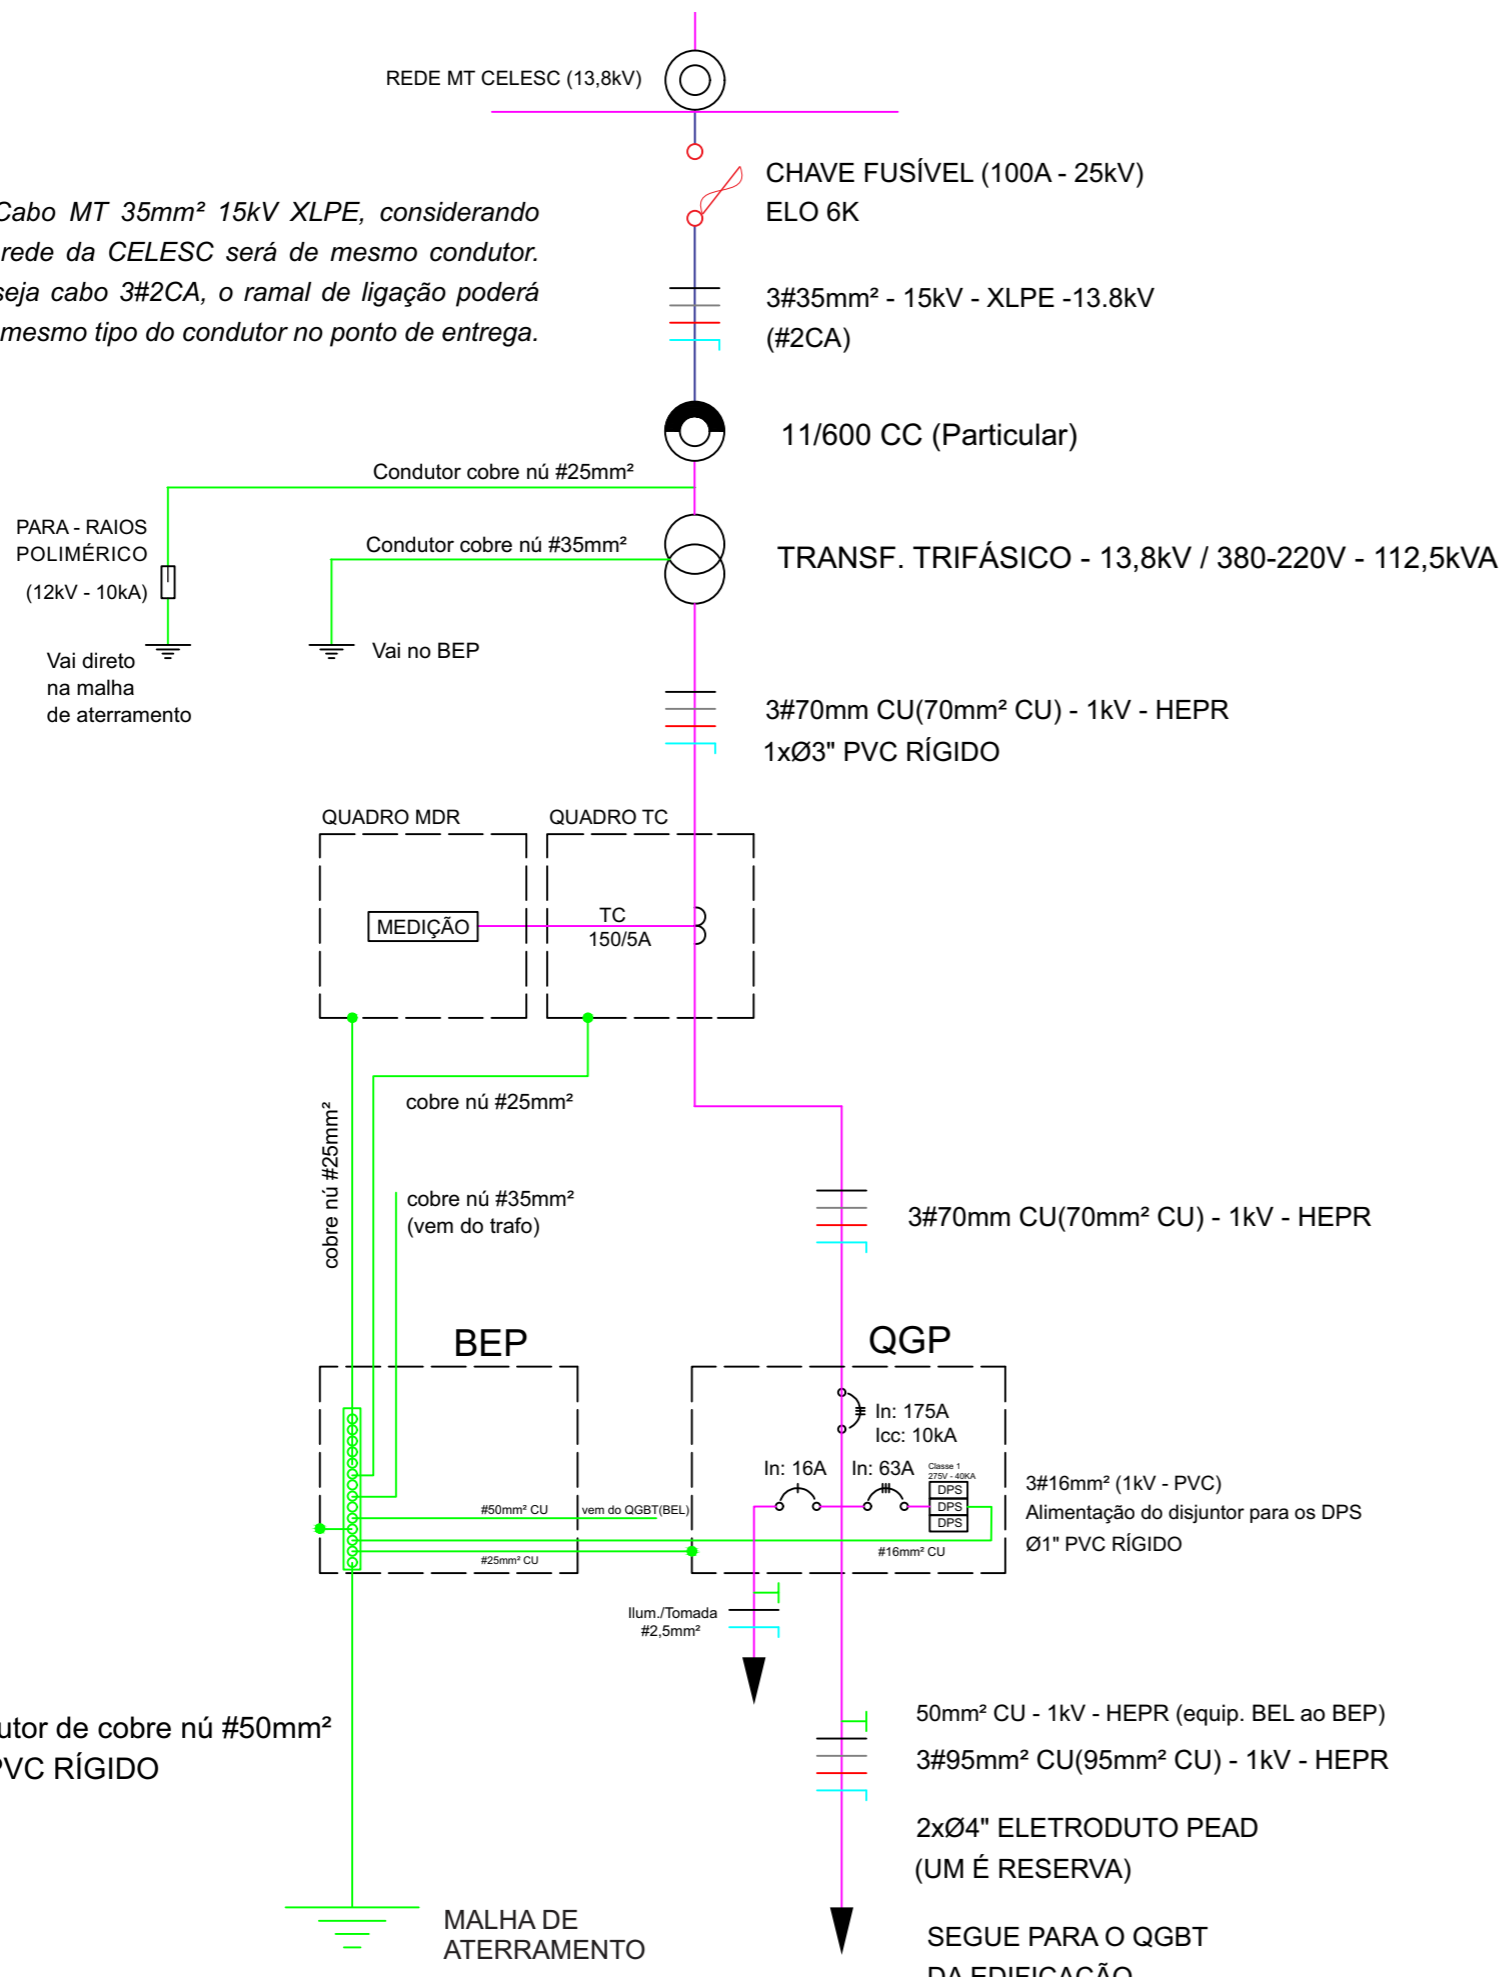 REDE MT CELESC (13,8kV)
CHAVE FUSÍVEL (100A - 25kV)
ELO 6K
Cabo MT 35mm² 15kV XLPE, considerando
rede da CELESC será de mesmo condutor.
seja cabo 3#2CA, o ramal de ligação poderá
mesmo tipo do condutor no ponto de entrega.
3#35mm² - 15kV - XLPE -13.8kV
(#2CA)
11/600 CC (Particular)
Condutor cobre nú #25mm²
PARA - RAIOS
POLIMÉRICO
(12kV - 10kA)
Condutor cobre nú #35mm²
TRANSF. TRIFÁSICO - 13,8kV / 380-220V - 112,5kVA
Vai direto
na malha
de aterramento
Vai no BEP
3#70mm CU(70mm² CU) - 1kV - HEPR
1xØ3" PVC RÍGIDO
QUADRO MDR
QUADRO TC
MEDIÇÃO
TC
150/5A
cobre nú #25mm²
cobre nú #25mm²
cobre nú #35mm²
(vem do trafo)
3#70mm CU(70mm² CU) - 1kV - HEPR
BEP
QGP
In: 175A
Icc: 10kA
In: 16A
In: 63A
Classe 1
275V - 40KA
DPS
DPS
DPS
3#16mm² (1kV - PVC)
Alimentação do disjuntor para os DPS
Ø1" PVC RÍGIDO
#50mm² CU
vem do QGBT(BEL)
#16mm² CU
#25mm² CU
Ilum./Tomada
#2,5mm²
utor de cobre nú #50mm²
PVC RÍGIDO
50mm² CU - 1kV - HEPR (equip. BEL ao BEP)
3#95mm² CU(95mm² CU) - 1kV - HEPR
2xØ4" ELETRODUTO PEAD
(UM É RESERVA)
MALHA DE
ATERRAMENTO
SEGUE PARA O QGBT
DA EDIFICAÇÃO